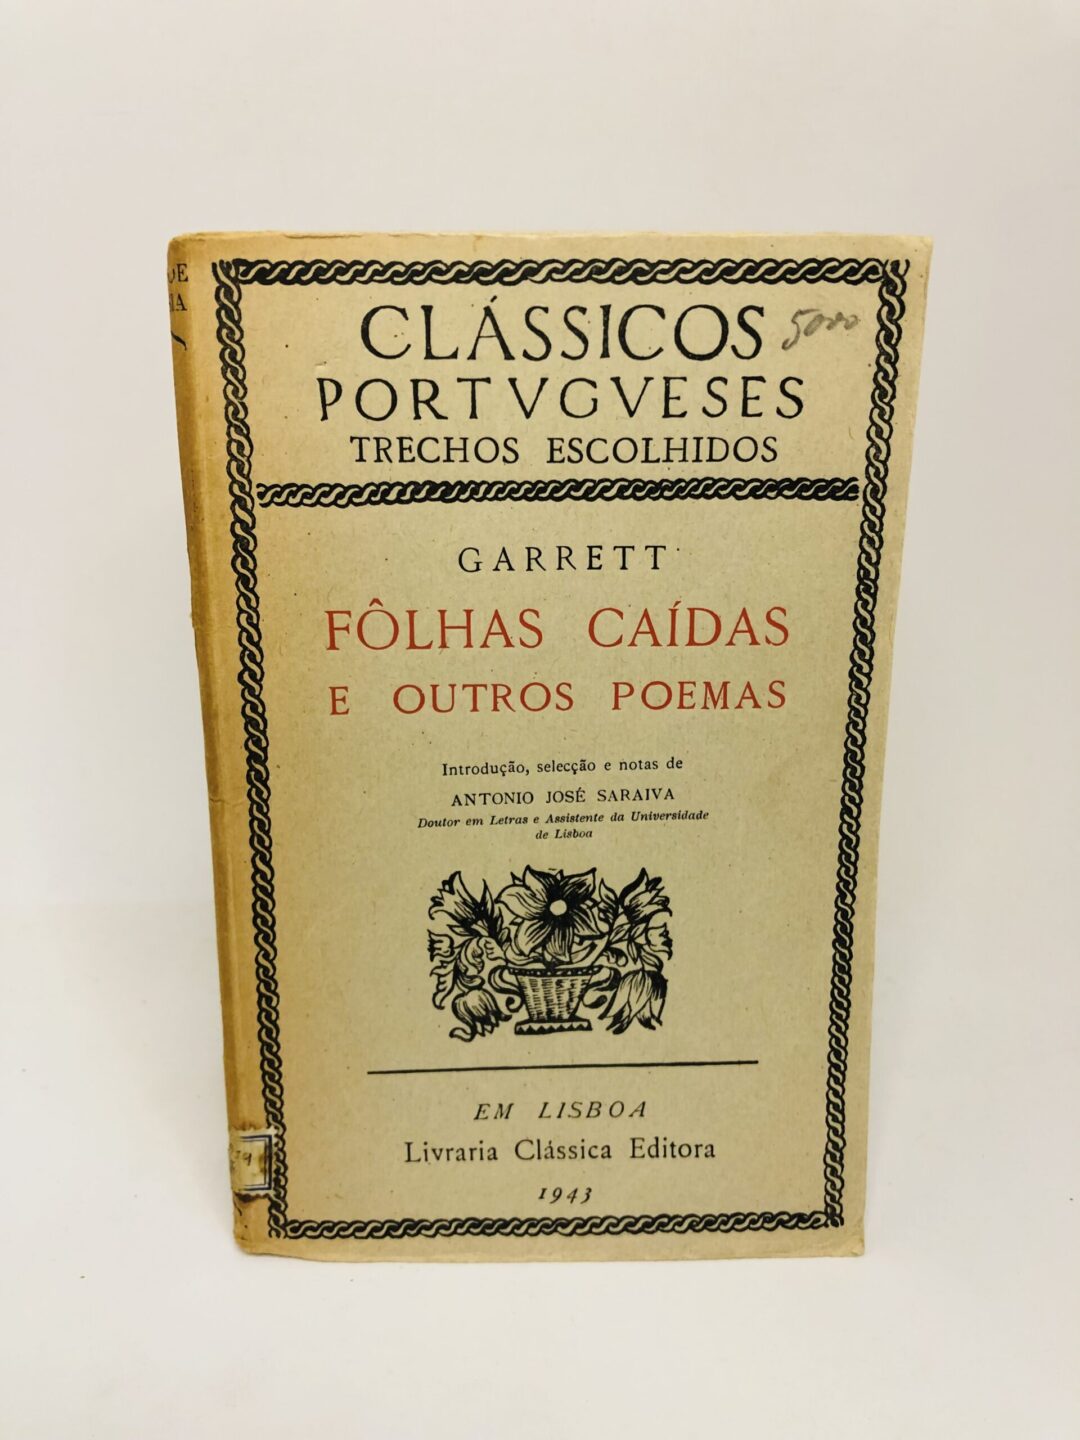 CLÁSSICOS
5000
PORTVGVESES
TRECHOS ESCOLHIDOS
GARRETT
FÔLHAS CAÍDAS
E OUTROS POEMAS
Introdução, selecção e notas de
ANTONIO JOSÉ SARAIVA
Doutor em Letras e Assistente da Universidade
de Lisboa
EM LISBOA
Livraria Clássica Editora
1943